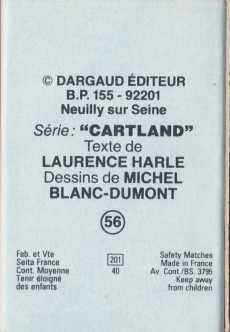 © DARGAUD ÉDITEUR
B.P. 155 - 92201
Neuilly sur Seine
Série : "CARTLAND"
Texte de
LAURENCE HARLE
Dessins de MICHEL
BLANC-DUMONT
56
Fab. et Vte
Seita France
Cont. Moyenne
Tenir éloigné
des enfants
201
40
Safety Matches
Made in France
Av. Cont./BS. 3795
Keep away
from children